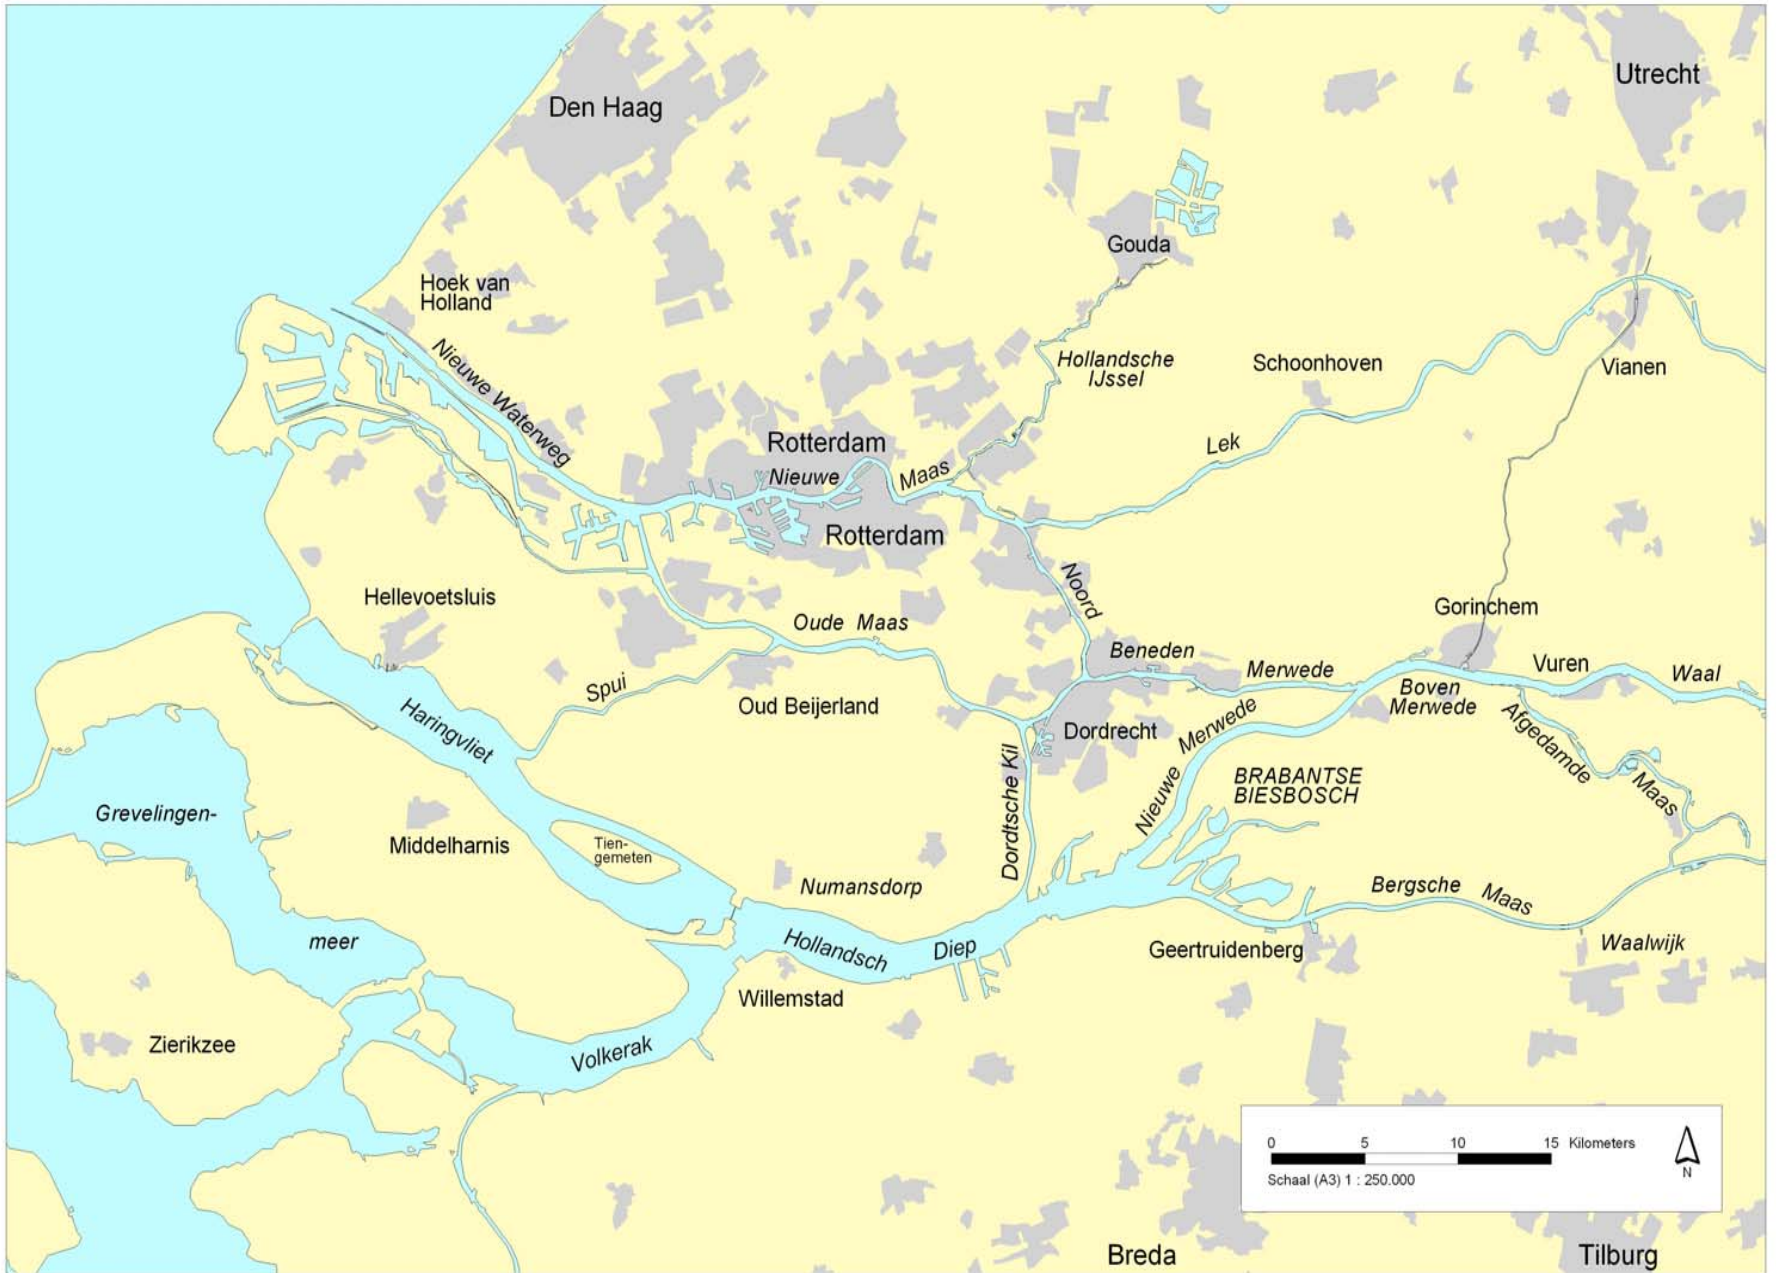 Utrecht
Den Haag
Gouda
Hoek van
Holland
Nieuwe Waterweg
Hollandsche
IJssel
Schoonhoven
Vianen
Rotterdam
Nieuwe Maas
Lek
Rotterdam
Noord
Hellevoetsluis
Gorinchem
Oude Maas
Beneden Merwede
Vuren
Waal
Spui
Oud Beijerland
Boven
Merwede
Afgedamde Maas
Haringvliet
Dordrecht
Nieuwe Merwede
Dordtsche Kil
BRABANTSE
BIESBOSCH
Grevelingen-
meer
Middelharnis
Tien-
gemeten
Numansdorp
Bergsche Maas
Hollandsch Diep
Geertruidenberg
Waalwijk
Willemstad
Zierikzee
Volkerak
0 5 10 15 Kilometers
Schaal (A3) 1 : 250.000
N
Breda
Tilburg